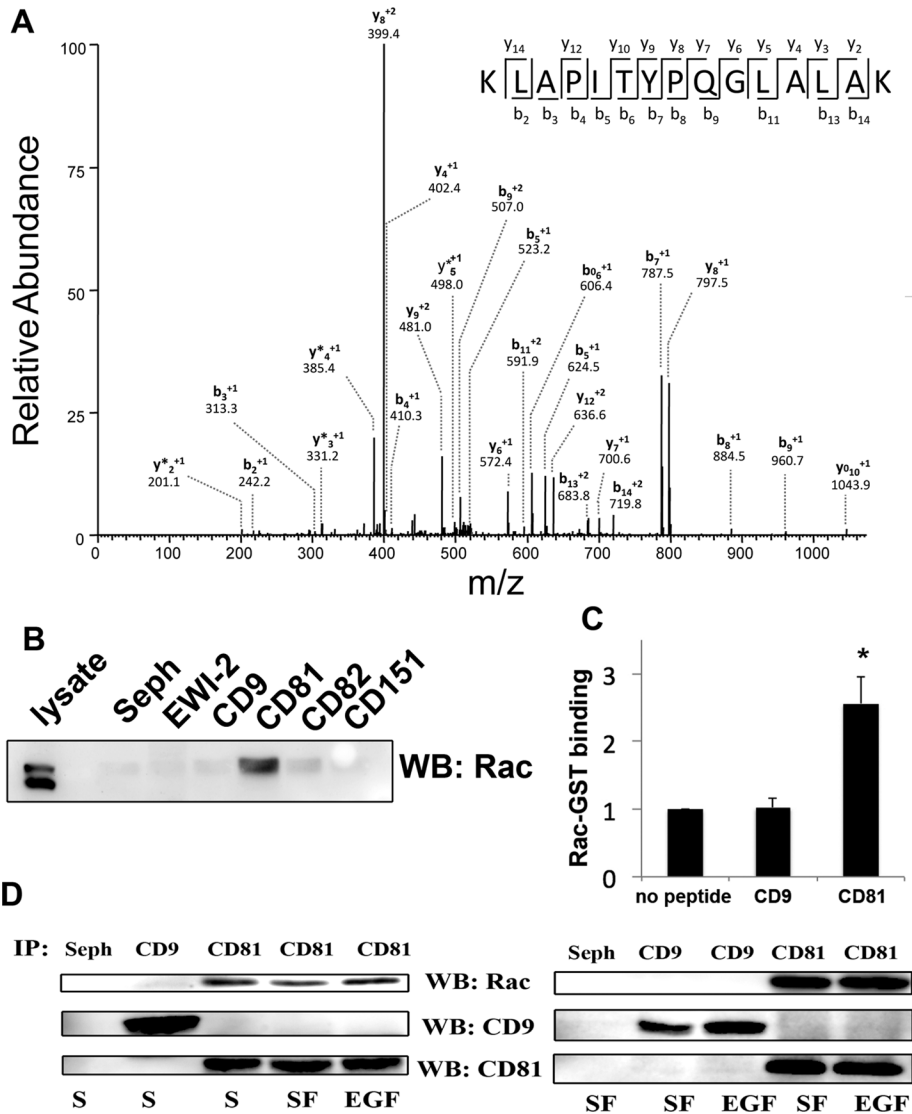 A
y8+2
399.4
100
75
50
25
0
Relative Abundance
y14 y12 y10 y9 y8 y7 y6 y5 y4 y3 y2
KLAPITYPQGLALAK
b2 b3 b4 b5 b6 b7 b8 b9 b11 b13 b14
y4+1
402.4
b9+2
507.0
b5+1
523.2
y*5+1
498.0
b06+1
606.4
b7+1
787.5
y8+1
797.5
y9+2
481.0
y*4+1
385.4
b11+2
591.9
b5+1
624.5
b3+1
313.3
b4+1
410.3
y12+2
636.6
y*3+1
331.2
y6+1
572.4
y7+1
700.6
b8+1
884.5
b9+1
960.7
y*2+1
201.1
b2+1
242.2
b13+2
683.8
b14+2
719.8
y010+1
1043.9
0 100 200 300 400 500 600 700 800 900 1000
m/z
B
lysate Seph EWI-2 CD9 CD81 CD82 CD151
WB: Rac
C
Rac-GST binding
3
2
1
0
*
no peptide CD9 CD81
D
IP: Seph CD9 CD81 CD81 CD81
Seph CD9 CD9 CD81 CD81
WB: Rac
WB: CD9
WB: CD81
S S S SF EGF
SF SF EGF SF EGF